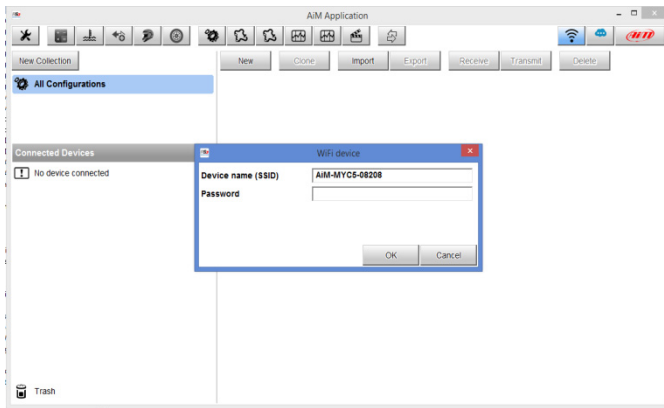 AiM Application
New Collection
New Clone Import Export Receive Transmit Delete
All Configurations
Connected Devices
No device connected
WiFi device
Device name (SSID) AiM-MYC5-08208
Password
OK Cancel
Trash
AiM